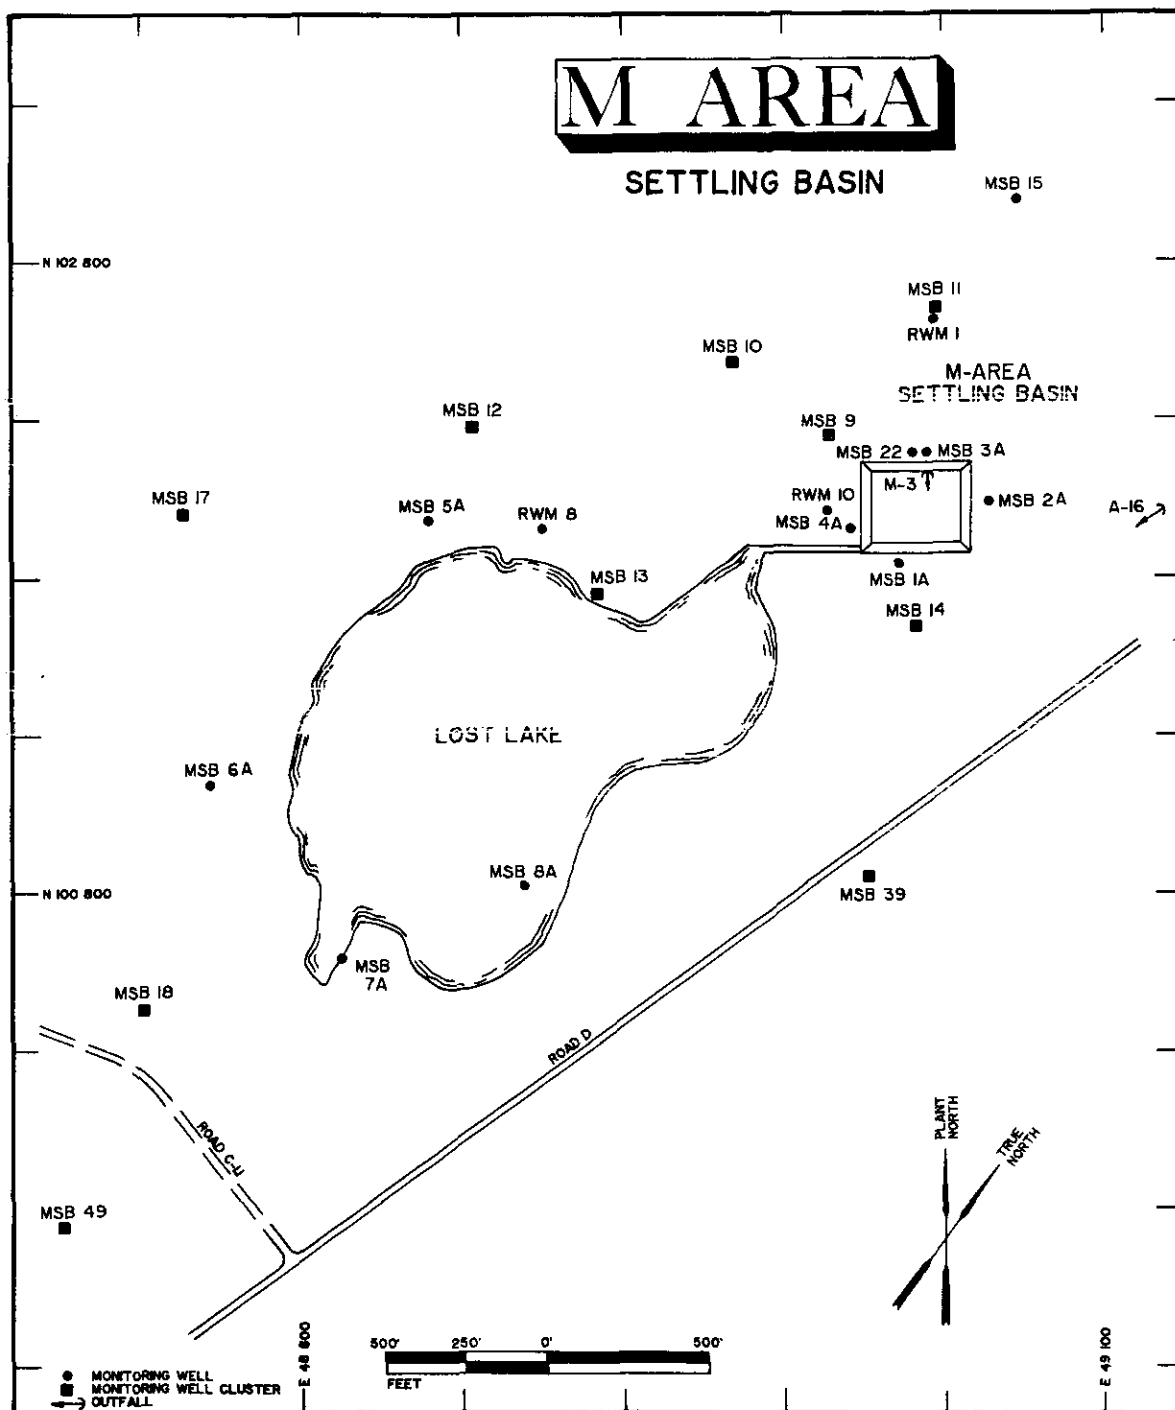 M AREA
SETTLING BASIN
MSB 15
N 102 800
MSB 11
RWM 1
MSB 10
M-AREA
SETTLING BASIN
MSB 12
MSB 9
MSB 22
MSB 3A
M-3
MSB 17
MSB 5A
RWM 8
RWM 10
MSB 4A
MSB 2A
A-16
MSB 1A
MSB 13
MSB 14
LOST LAKE
MSB 6A
MSB 8A
N 100 800
MSB 39
MSB
7A
MSB 18
ROAD D
ROAD C-1.1
PLANT
NORTH
TRUE
NORTH
MSB 49
500' 250' 0' 500'
FEET
E 48 600
E 49 100
MONITORING WELL
MONITORING WELL CLUSTER
OUTFALL